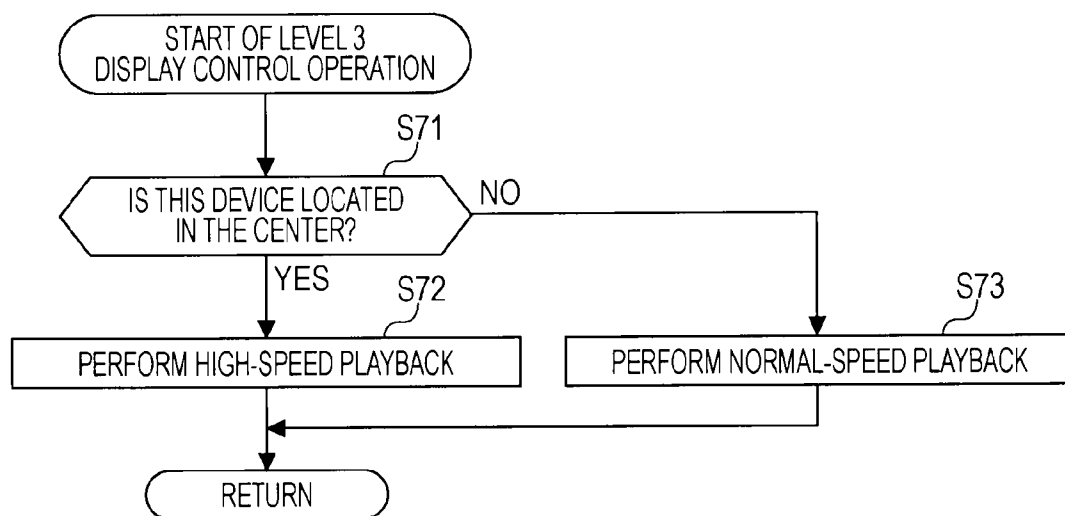 START OF LEVEL 3
DISPLAY CONTROL OPERATION
S71
IS THIS DEVICE LOCATED
IN THE CENTER?
NO
YES
S72
PERFORM HIGH-SPEED PLAYBACK
S73
PERFORM NORMAL-SPEED PLAYBACK
RETURN